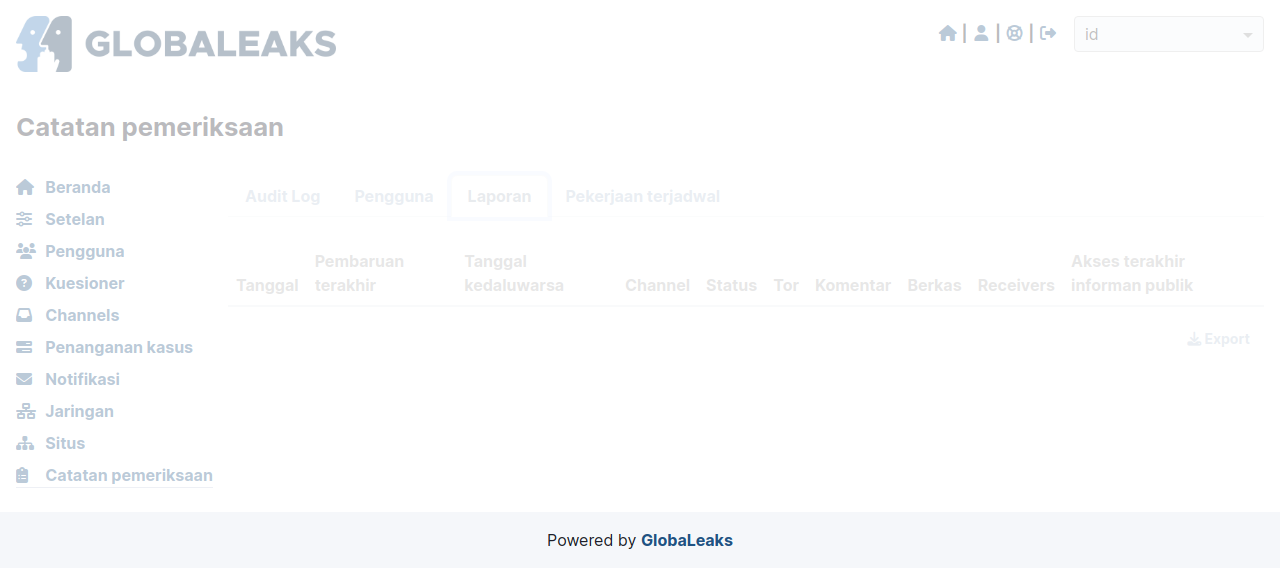 GLOBALEAKS
| | |
id
Catatan pemeriksaan
Beranda
Setelan
Pengguna
Kuesioner
Channels
Penanganan kasus
Notifikasi
Jaringan
Situs
Catatan pemeriksaan
Audit Log Pengguna Laporan Pekerjaan terjadwal
Tanggal Pembaruan terakhir Tanggal kedaluwarsa Channel Status Tor Komentar Berkas Receivers Akses terakhir informan publik
Export
Powered by GlobaLeaks